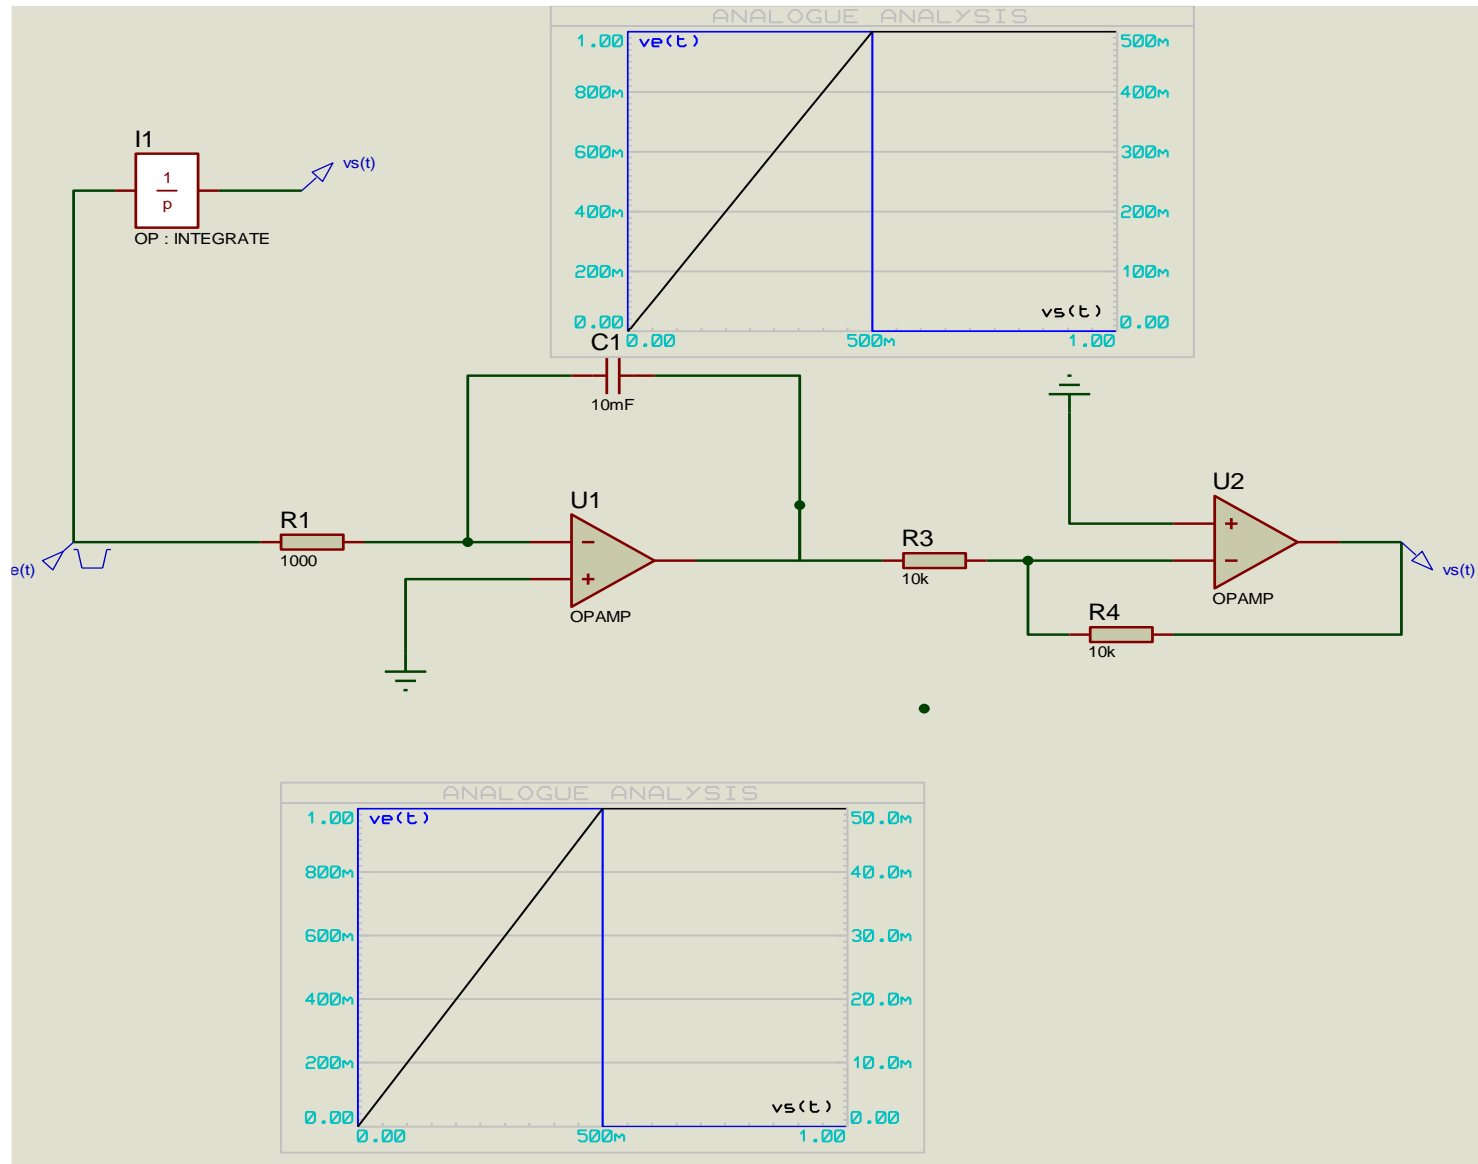 ANALOGUE ANALYSIS
1.00 ve(t) 500m
800m 400m
600m 300m
400m 200m
200m 100m
vs(t)
0.00 0.00
0.00 500m 1.00
I1
1
p
OP : INTEGRATE
vs(t)
C1
10mF
U1
−
+
OPAMP
R1
1000
e(t)
R3
10k
U2
+
−
OPAMP
vs(t)
R4
10k
ANALOGUE ANALYSIS
1.00 ve(t) 50.0m
800m 40.0m
600m 30.0m
400m 20.0m
200m 10.0m
vs(t)
0.00 0.00
0.00 500m 1.00